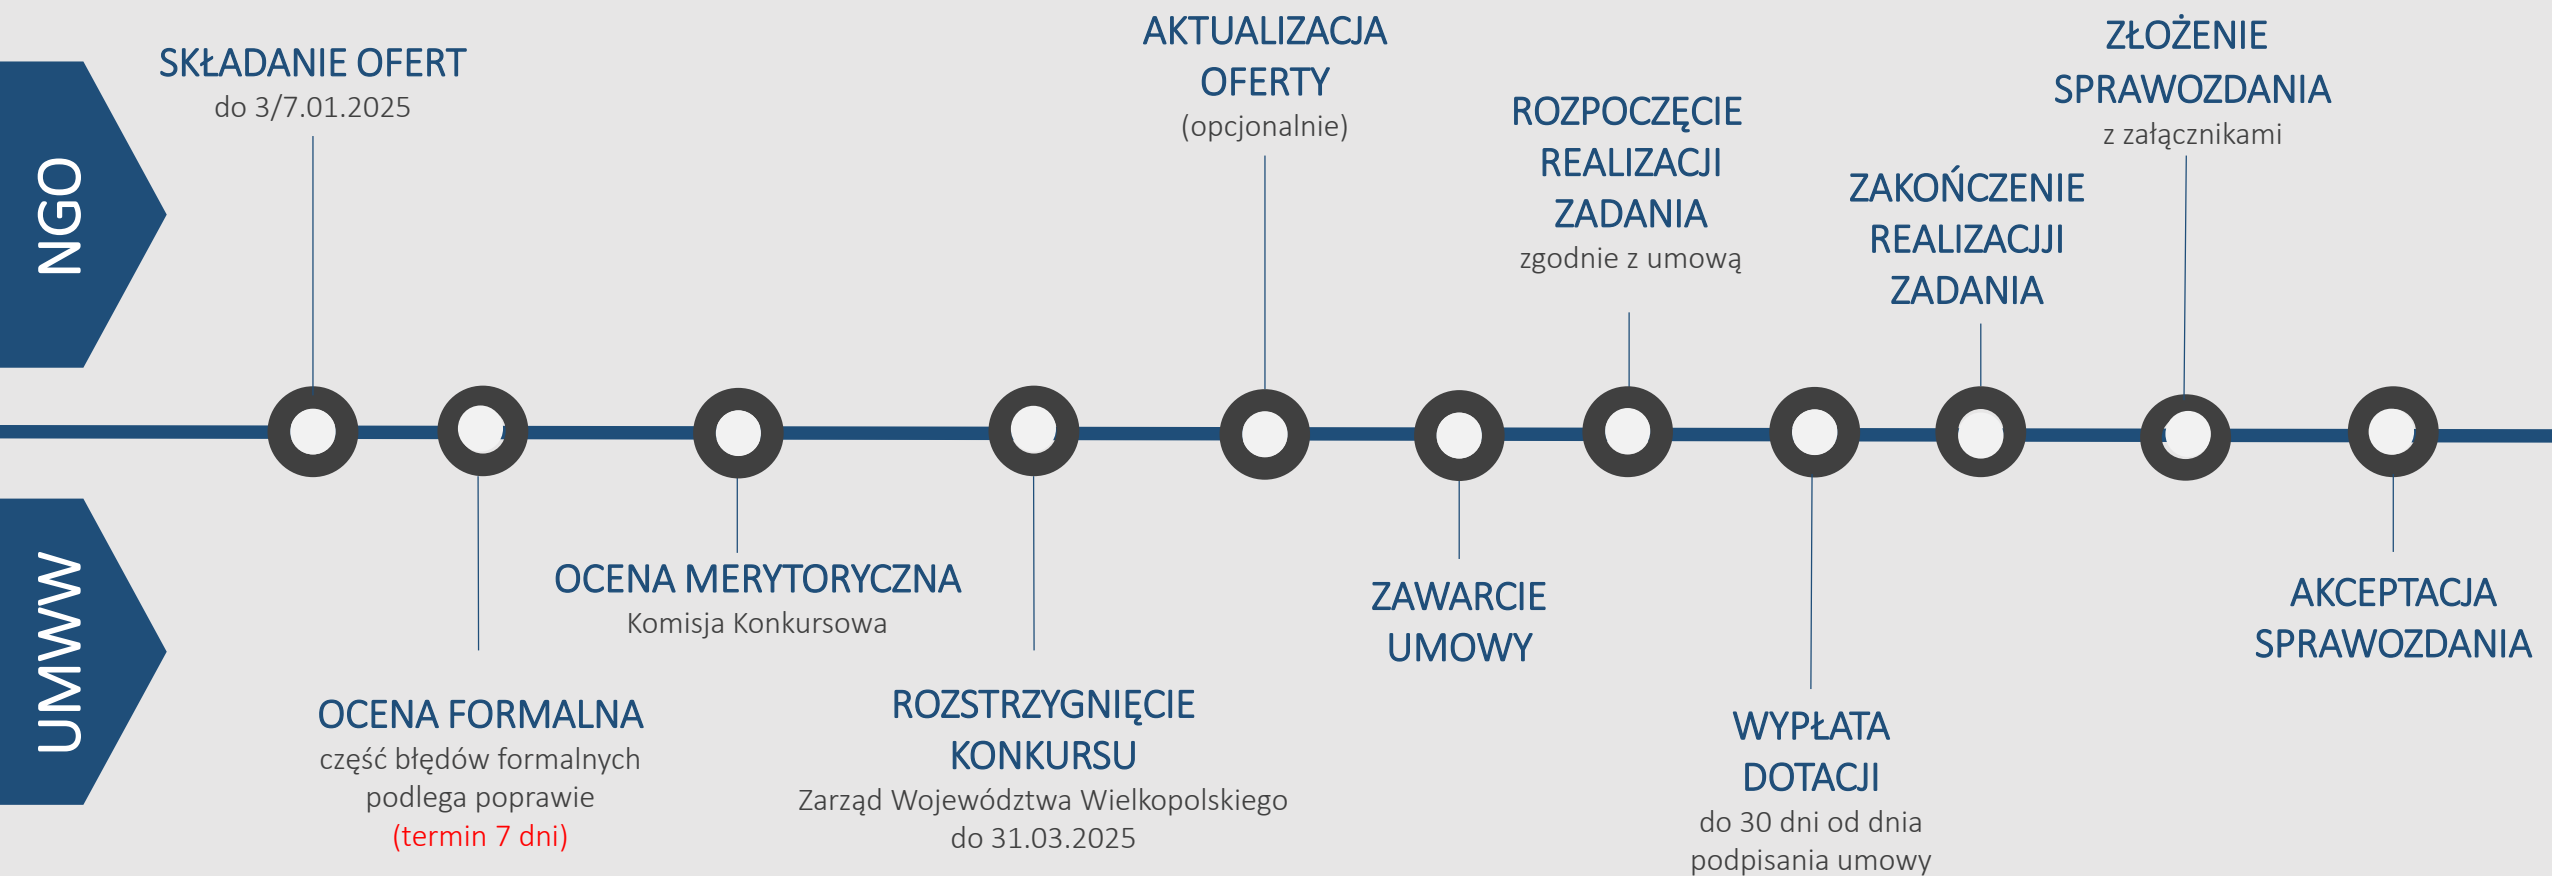 NGO
SKŁADANIE OFERT
do 3/7.01.2025
AKTUALIZACJA
OFERTY
(opcjonalnie)
ROZPOCZĘCIE
REALIZACJI
ZADANIA
zgodnie z umową
ZAKOŃCZENIE
REALIZACJJI
ZADANIA
ZŁOŻENIE
SPRAWOZDANIA
z załącznikami
UMWW
OCENA FORMALNA
część błędów formalnych
podlega poprawie
(termin 7 dni)
OCENA MERYTORYCZNA
Komisja Konkursowa
ROZSTRZYGNIĘCIE
KONKURSU
Zarząd Województwa Wielkopolskiego
do 31.03.2025
ZAWARCIE
UMOWY
WYPŁATA
DOTACJI
do 30 dni od dnia
podpisania umowy
AKCEPTACJA
SPRAWOZDANIA